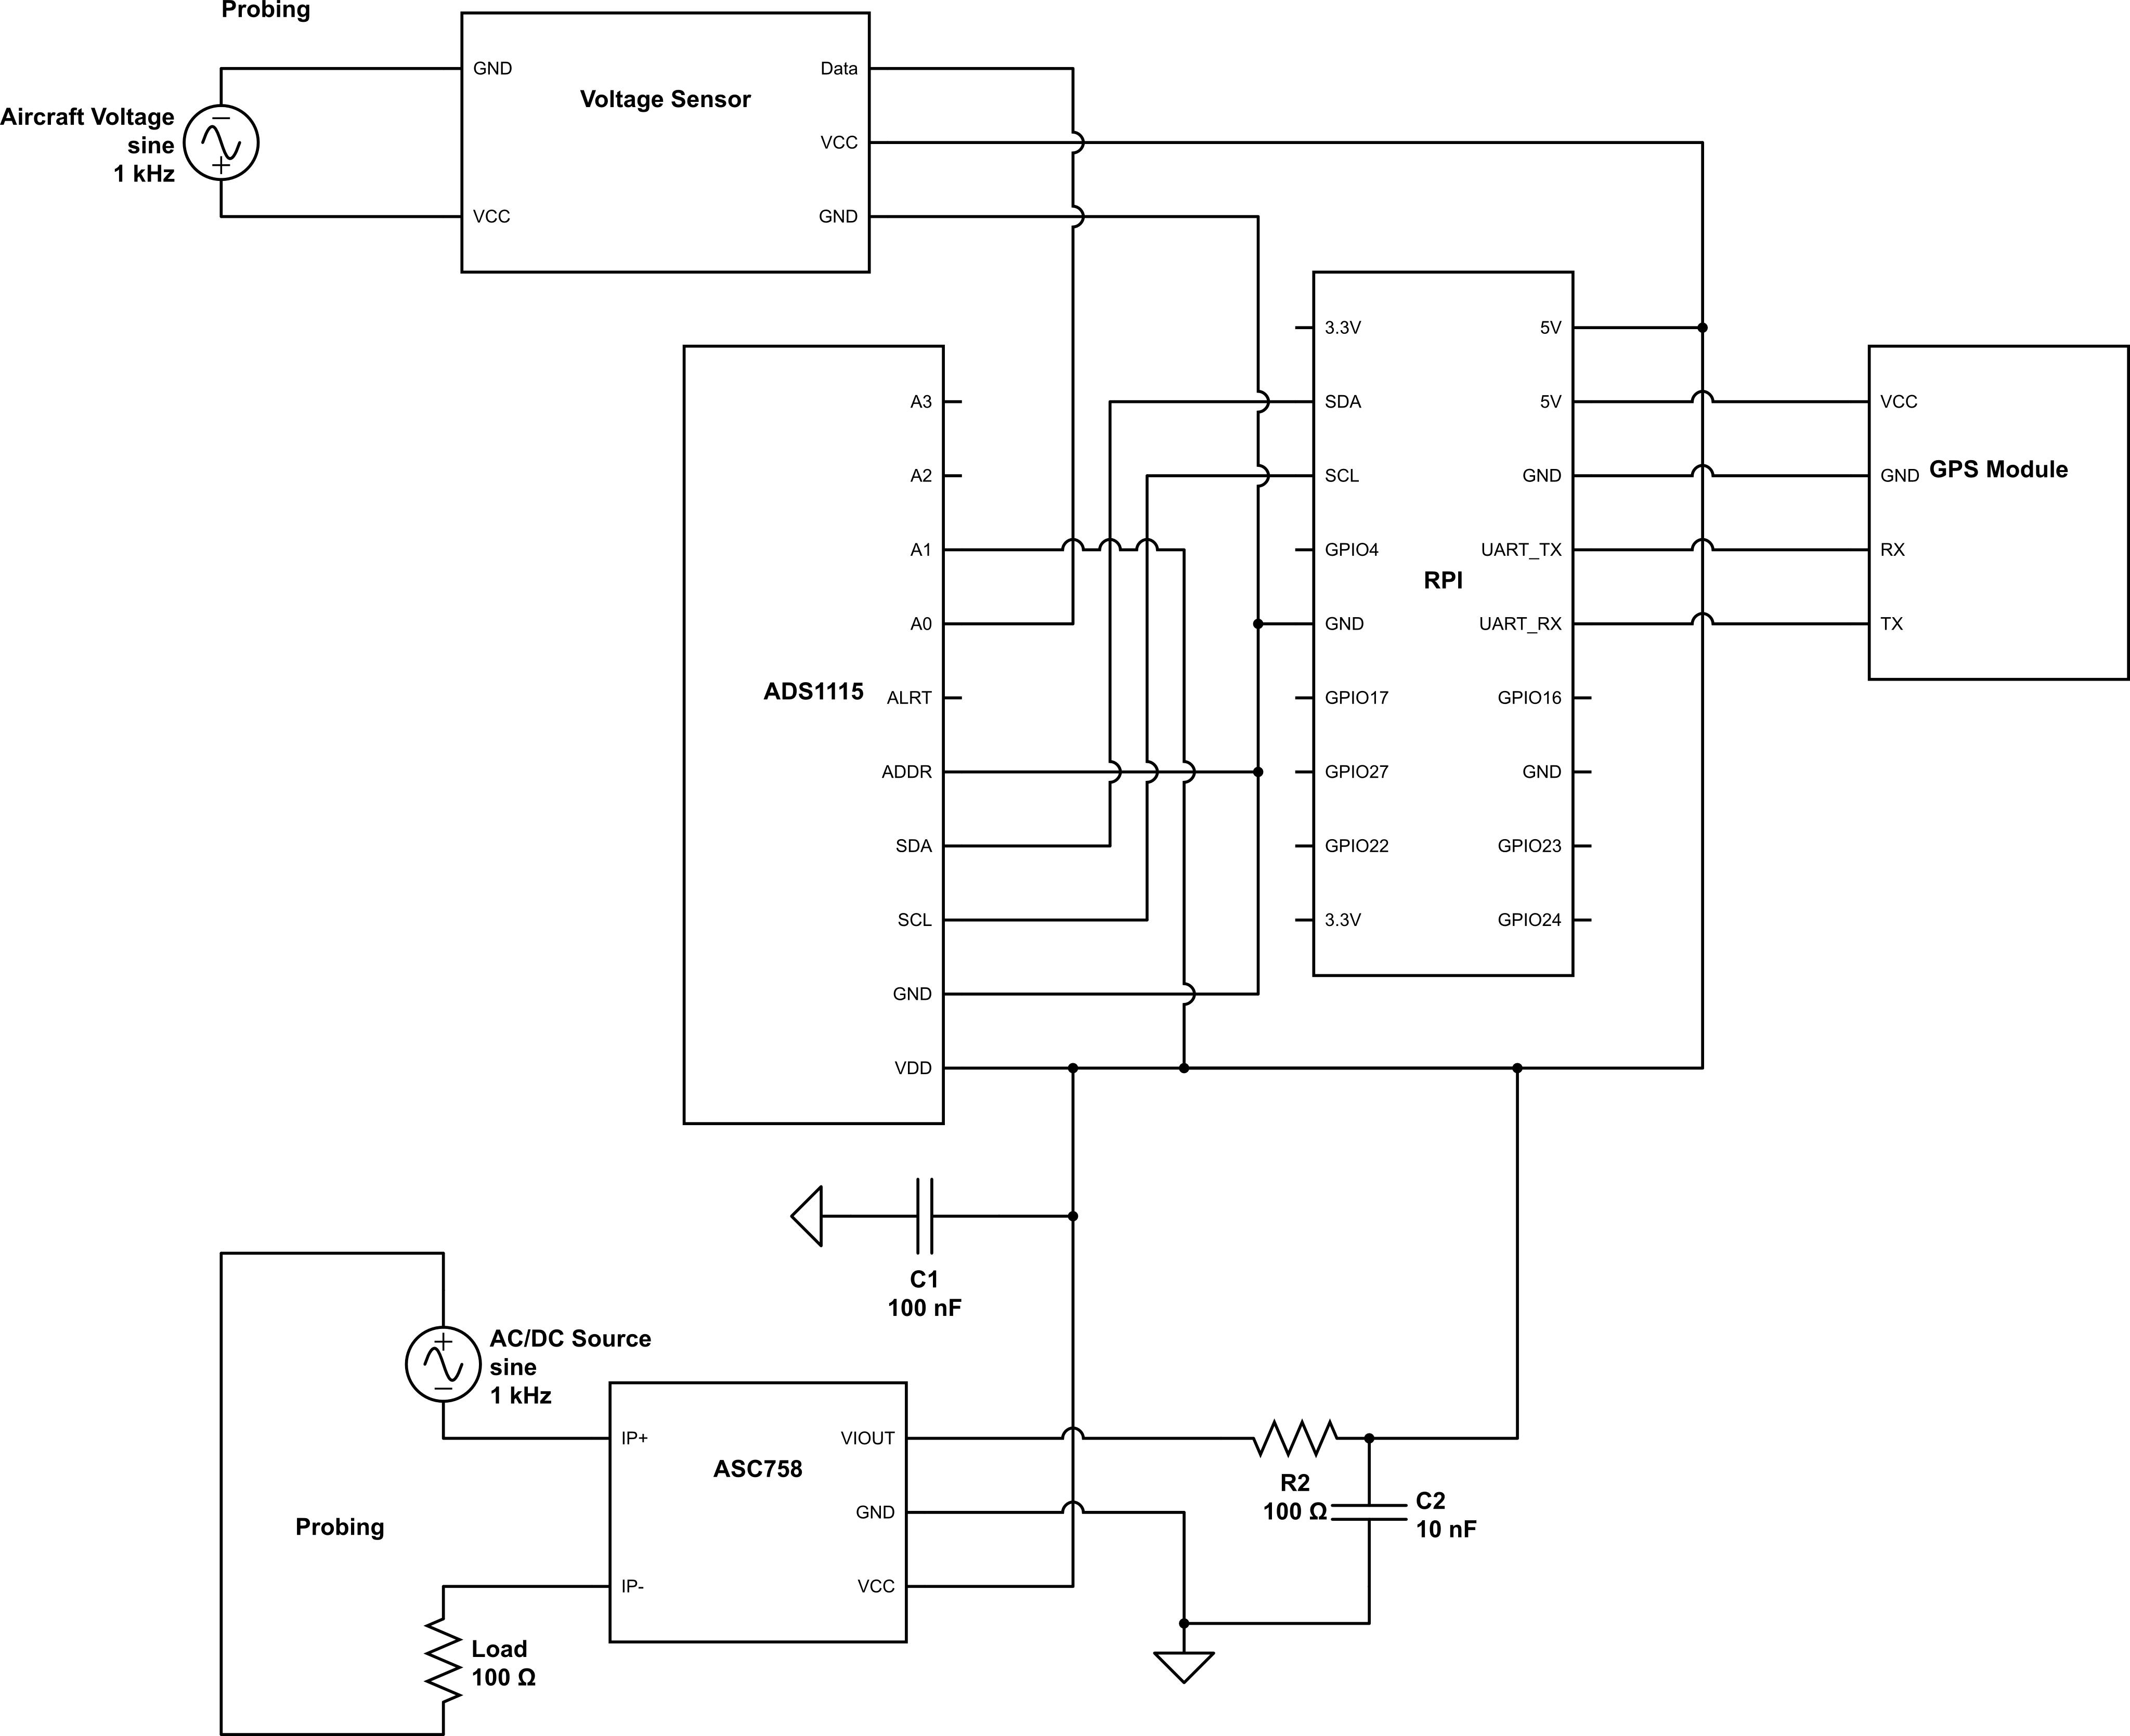 Probing
GND
Data
Voltage Sensor
Aircraft Voltage
sine
1 kHz
VCC
VCC
GND
3.3V
5V
A3
SDA
5V
VCC
A2
SCL
GND
GND
GPS Module
A1
GPIO4
UART_TX
RX
RPI
A0
GND
UART_RX
TX
ADS1115
ALRT
GPIO17
GPIO16
ADDR
GPIO27
GND
SDA
GPIO22
GPIO23
SCL
3.3V
GPIO24
GND
VDD
C1
100 nF
AC/DC Source
sine
1 kHz
IP+
VIOUT
ASC758
R2
100 Ω
C2
10 nF
GND
Probing
IP-
VCC
Load
100 Ω